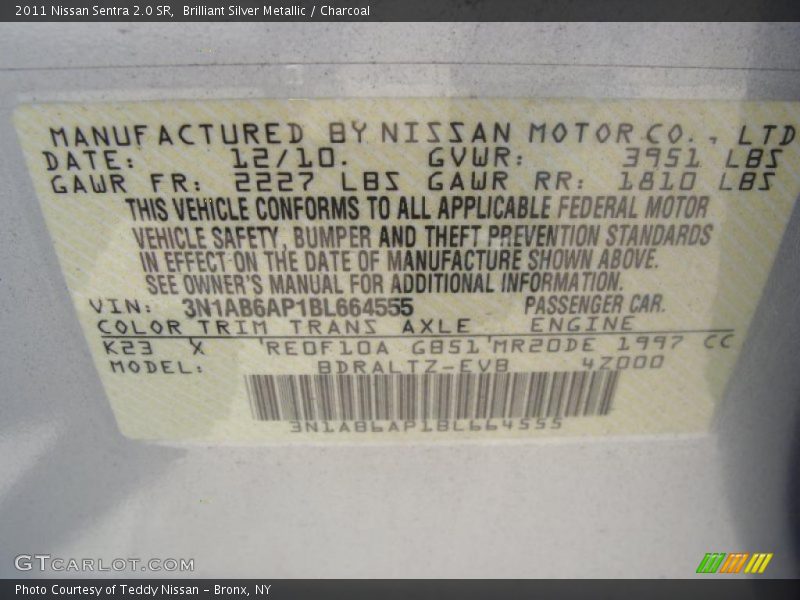 2011 Nissan Sentra 2.0 SR,  Brilliant Silver Metallic / Charcoal
MANUFACTURED BY NISSAN MOTOR CO., LTD
DATE: 12/10. GVWR: 3951 LBS
GAWR FR: 2227 LBS GAWR RR: 1810 LBS
THIS VEHICLE CONFORMS TO ALL APPLICABLE FEDERAL MOTOR
VEHICLE SAFETY, BUMPER AND THEFT PREVENTION STANDARDS
IN EFFECT ON THE DATE OF MANUFACTURE SHOWN ABOVE.
SEE OWNER'S MANUAL FOR ADDITIONAL INFORMATION.
VIN: 3N1AB6AP1BL664555 PASSENGER CAR.
COLOR TRIM TRANS AXLE ENGINE
K23 X 'RE0F10A GB51'MR20DE 1997 CC
MODEL: BDRALTZ-EVB 4Z000
3N1AB6AP1BL664555
GTCARLOT.COM
Photo Courtesy of Teddy Nissan - Bronx, NY